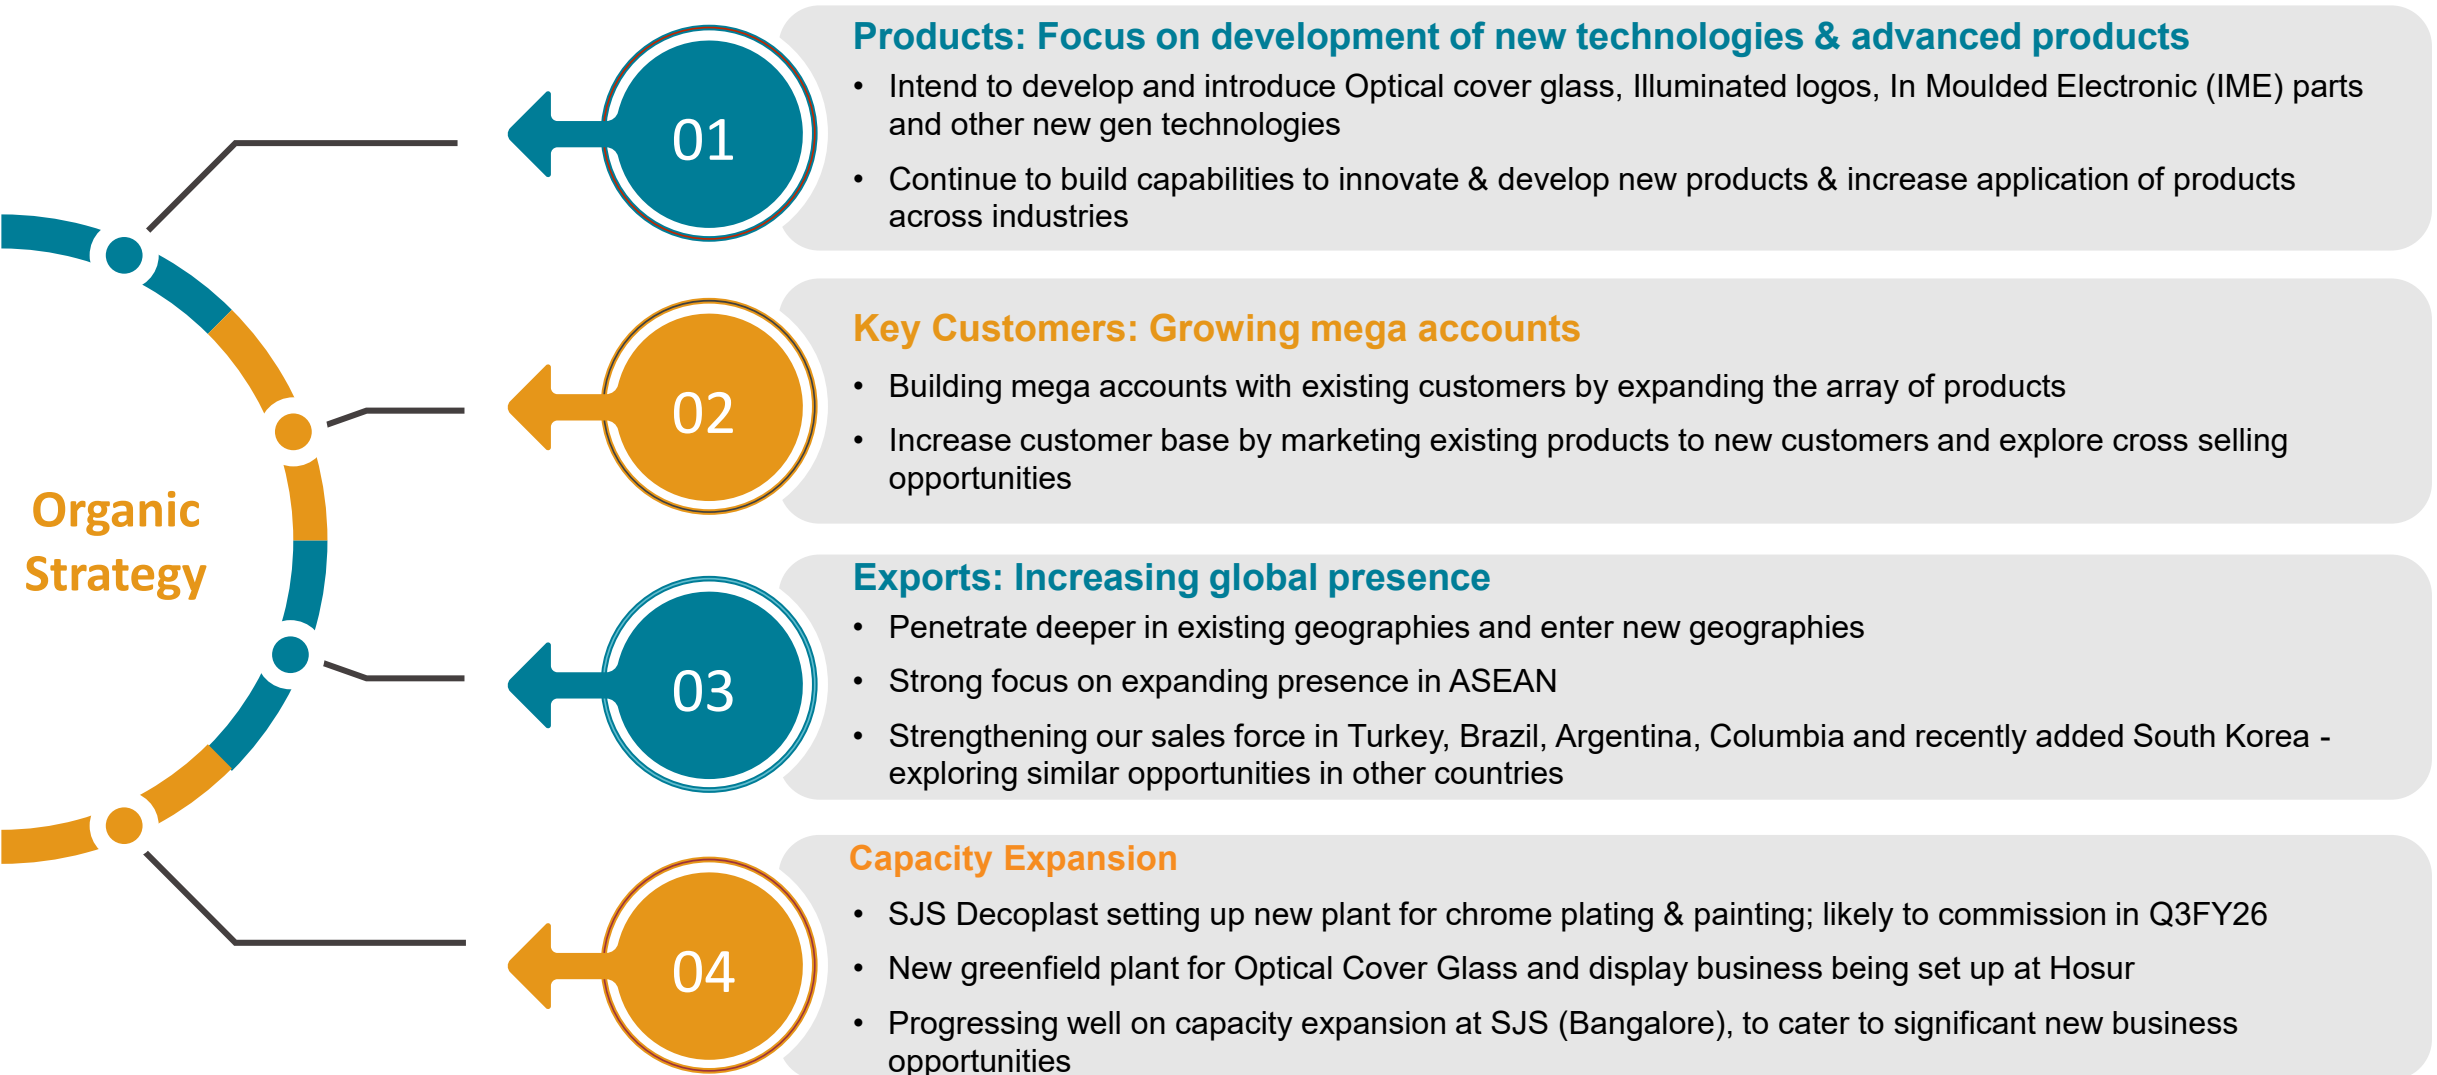 Organic
Strategy
01
Products: Focus on development of new technologies & advanced products
• Intend to develop and introduce Optical cover glass, Illuminated logos, In Moulded Electronic (IME) parts
and other new gen technologies
• Continue to build capabilities to innovate & develop new products & increase application of products
across industries
02
Key Customers: Growing mega accounts
• Building mega accounts with existing customers by expanding the array of products
• Increase customer base by marketing existing products to new customers and explore cross selling
opportunities
03
Exports: Increasing global presence
• Penetrate deeper in existing geographies and enter new geographies
• Strong focus on expanding presence in ASEAN
• Strengthening our sales force in Turkey, Brazil, Argentina, Columbia and recently added South Korea -
exploring similar opportunities in other countries
04
Capacity Expansion
• SJS Decoplast setting up new plant for chrome plating & painting; likely to commission in Q3FY26
• New greenfield plant for Optical Cover Glass and display business being set up at Hosur
• Progressing well on capacity expansion at SJS (Bangalore), to cater to significant new business
opportunities